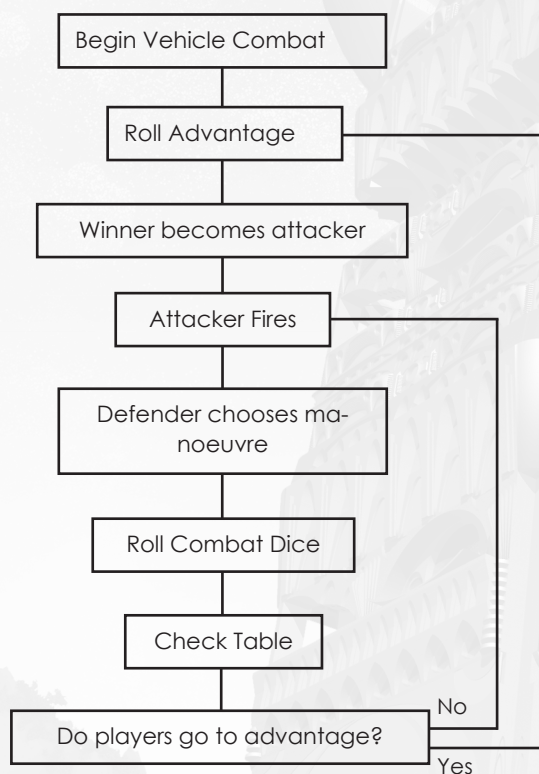 Begin Vehicle Combat
Roll Advantage
Winner becomes attacker
Attacker Fires
Defender chooses ma-
noeuvre
Roll Combat Dice
Check Table
Do players go to advantage?
No
Yes